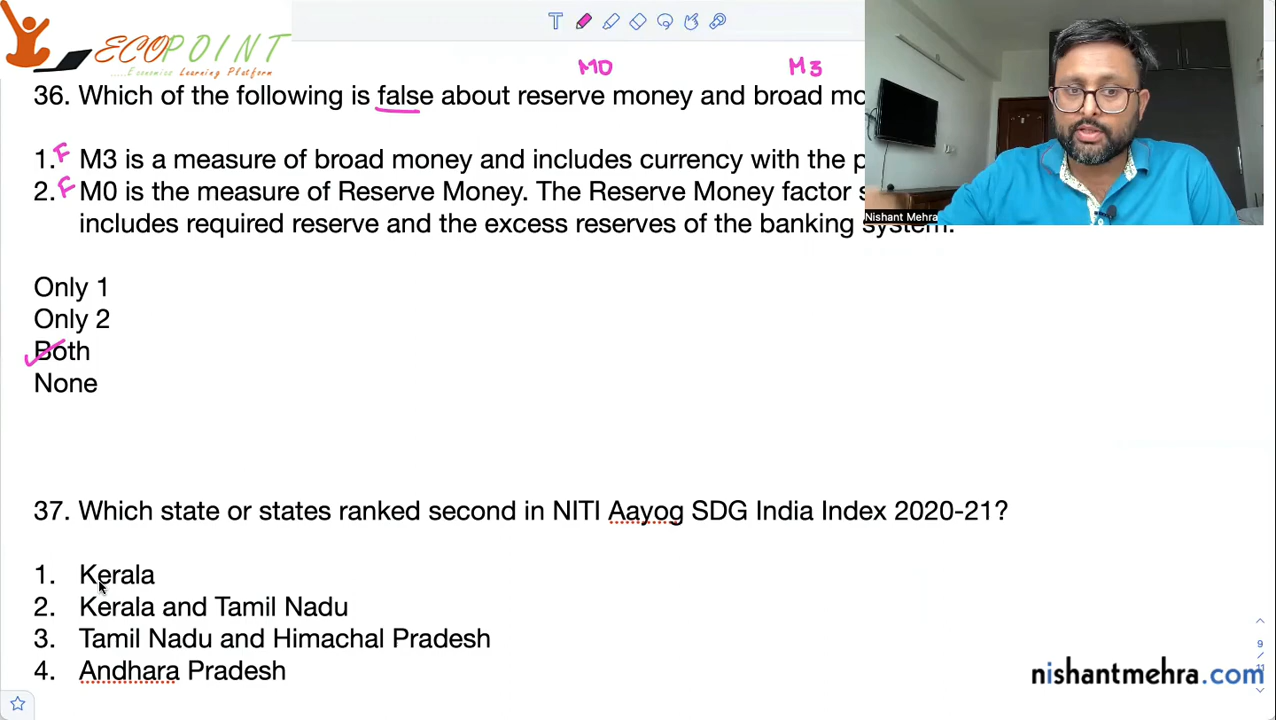 ECOPOINT
.....Economics Learning Platform
M0 M3
36. Which of the following is false about reserve money and broad mo
1. F M3 is a measure of broad money and includes currency with the p
2. F M0 is the measure of Reserve Money. The Reserve Money factor s
Nishant Mehra
includes required reserve and the excess reserves of the banking system.
Only 1
Only 2
Both
None
37. Which state or states ranked second in NITI Aayog SDG India Index 2020-21?
1. Kerala
2. Kerala and Tamil Nadu
3. Tamil Nadu and Himachal Pradesh
4. Andhara Pradesh
9
/
11
nishantmehra.com